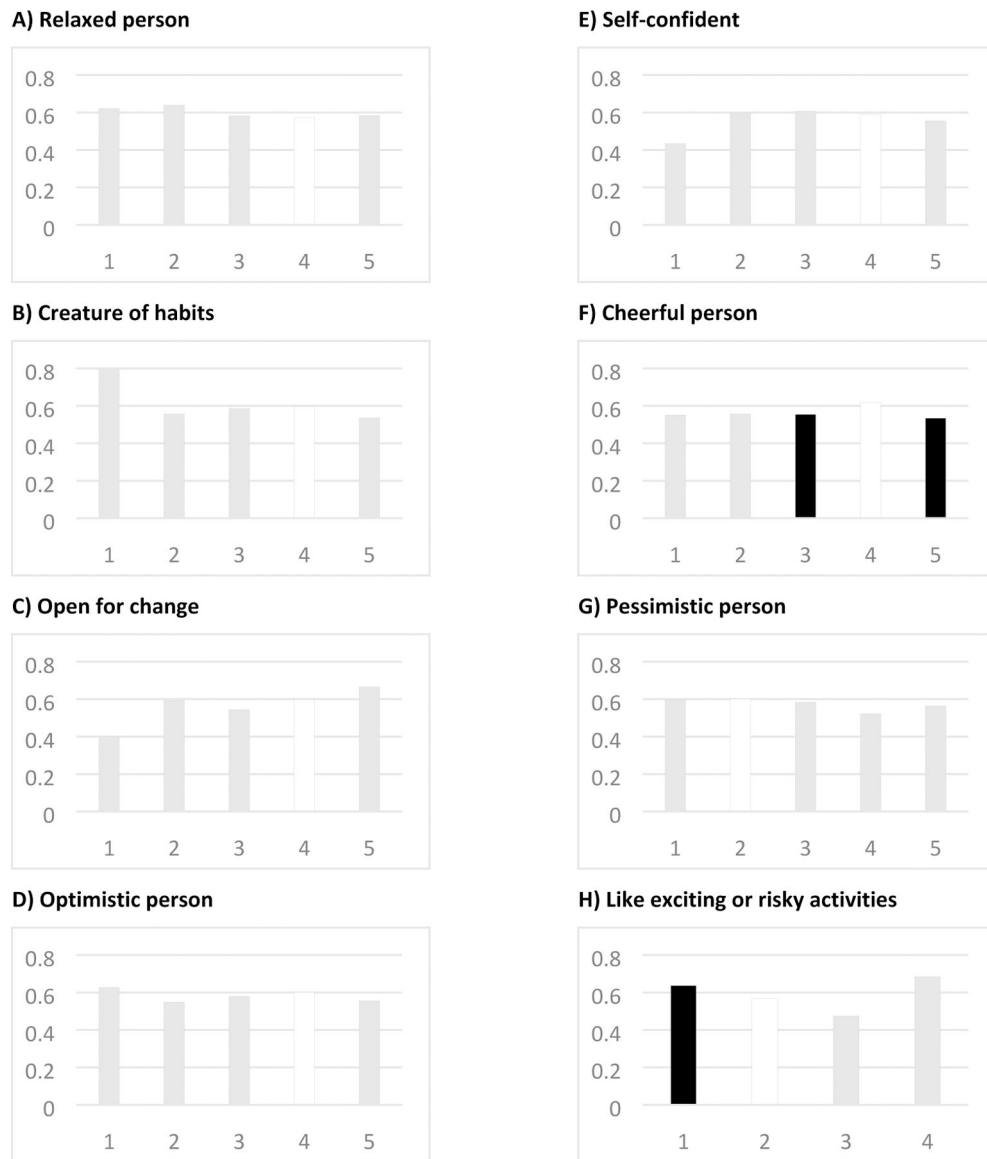 A) Relaxed person
0.8
0.6
0.4
0.2
0
1 2 3 4 5
B) Creature of habits
0.8
0.6
0.4
0.2
0
1 2 3 4 5
C) Open for change
0.8
0.6
0.4
0.2
0
1 2 3 4 5
D) Optimistic person
0.8
0.6
0.4
0.2
0
1 2 3 4 5
E) Self-confident
0.8
0.6
0.4
0.2
0
1 2 3 4 5
F) Cheerful person
0.8
0.6
0.4
0.2
0
1 2 3 4 5
G) Pessimistic person
0.8
0.6
0.4
0.2
0
1 2 3 4 5
H) Like exciting or risky activities
0.8
0.6
0.4
0.2
0
1 2 3 4